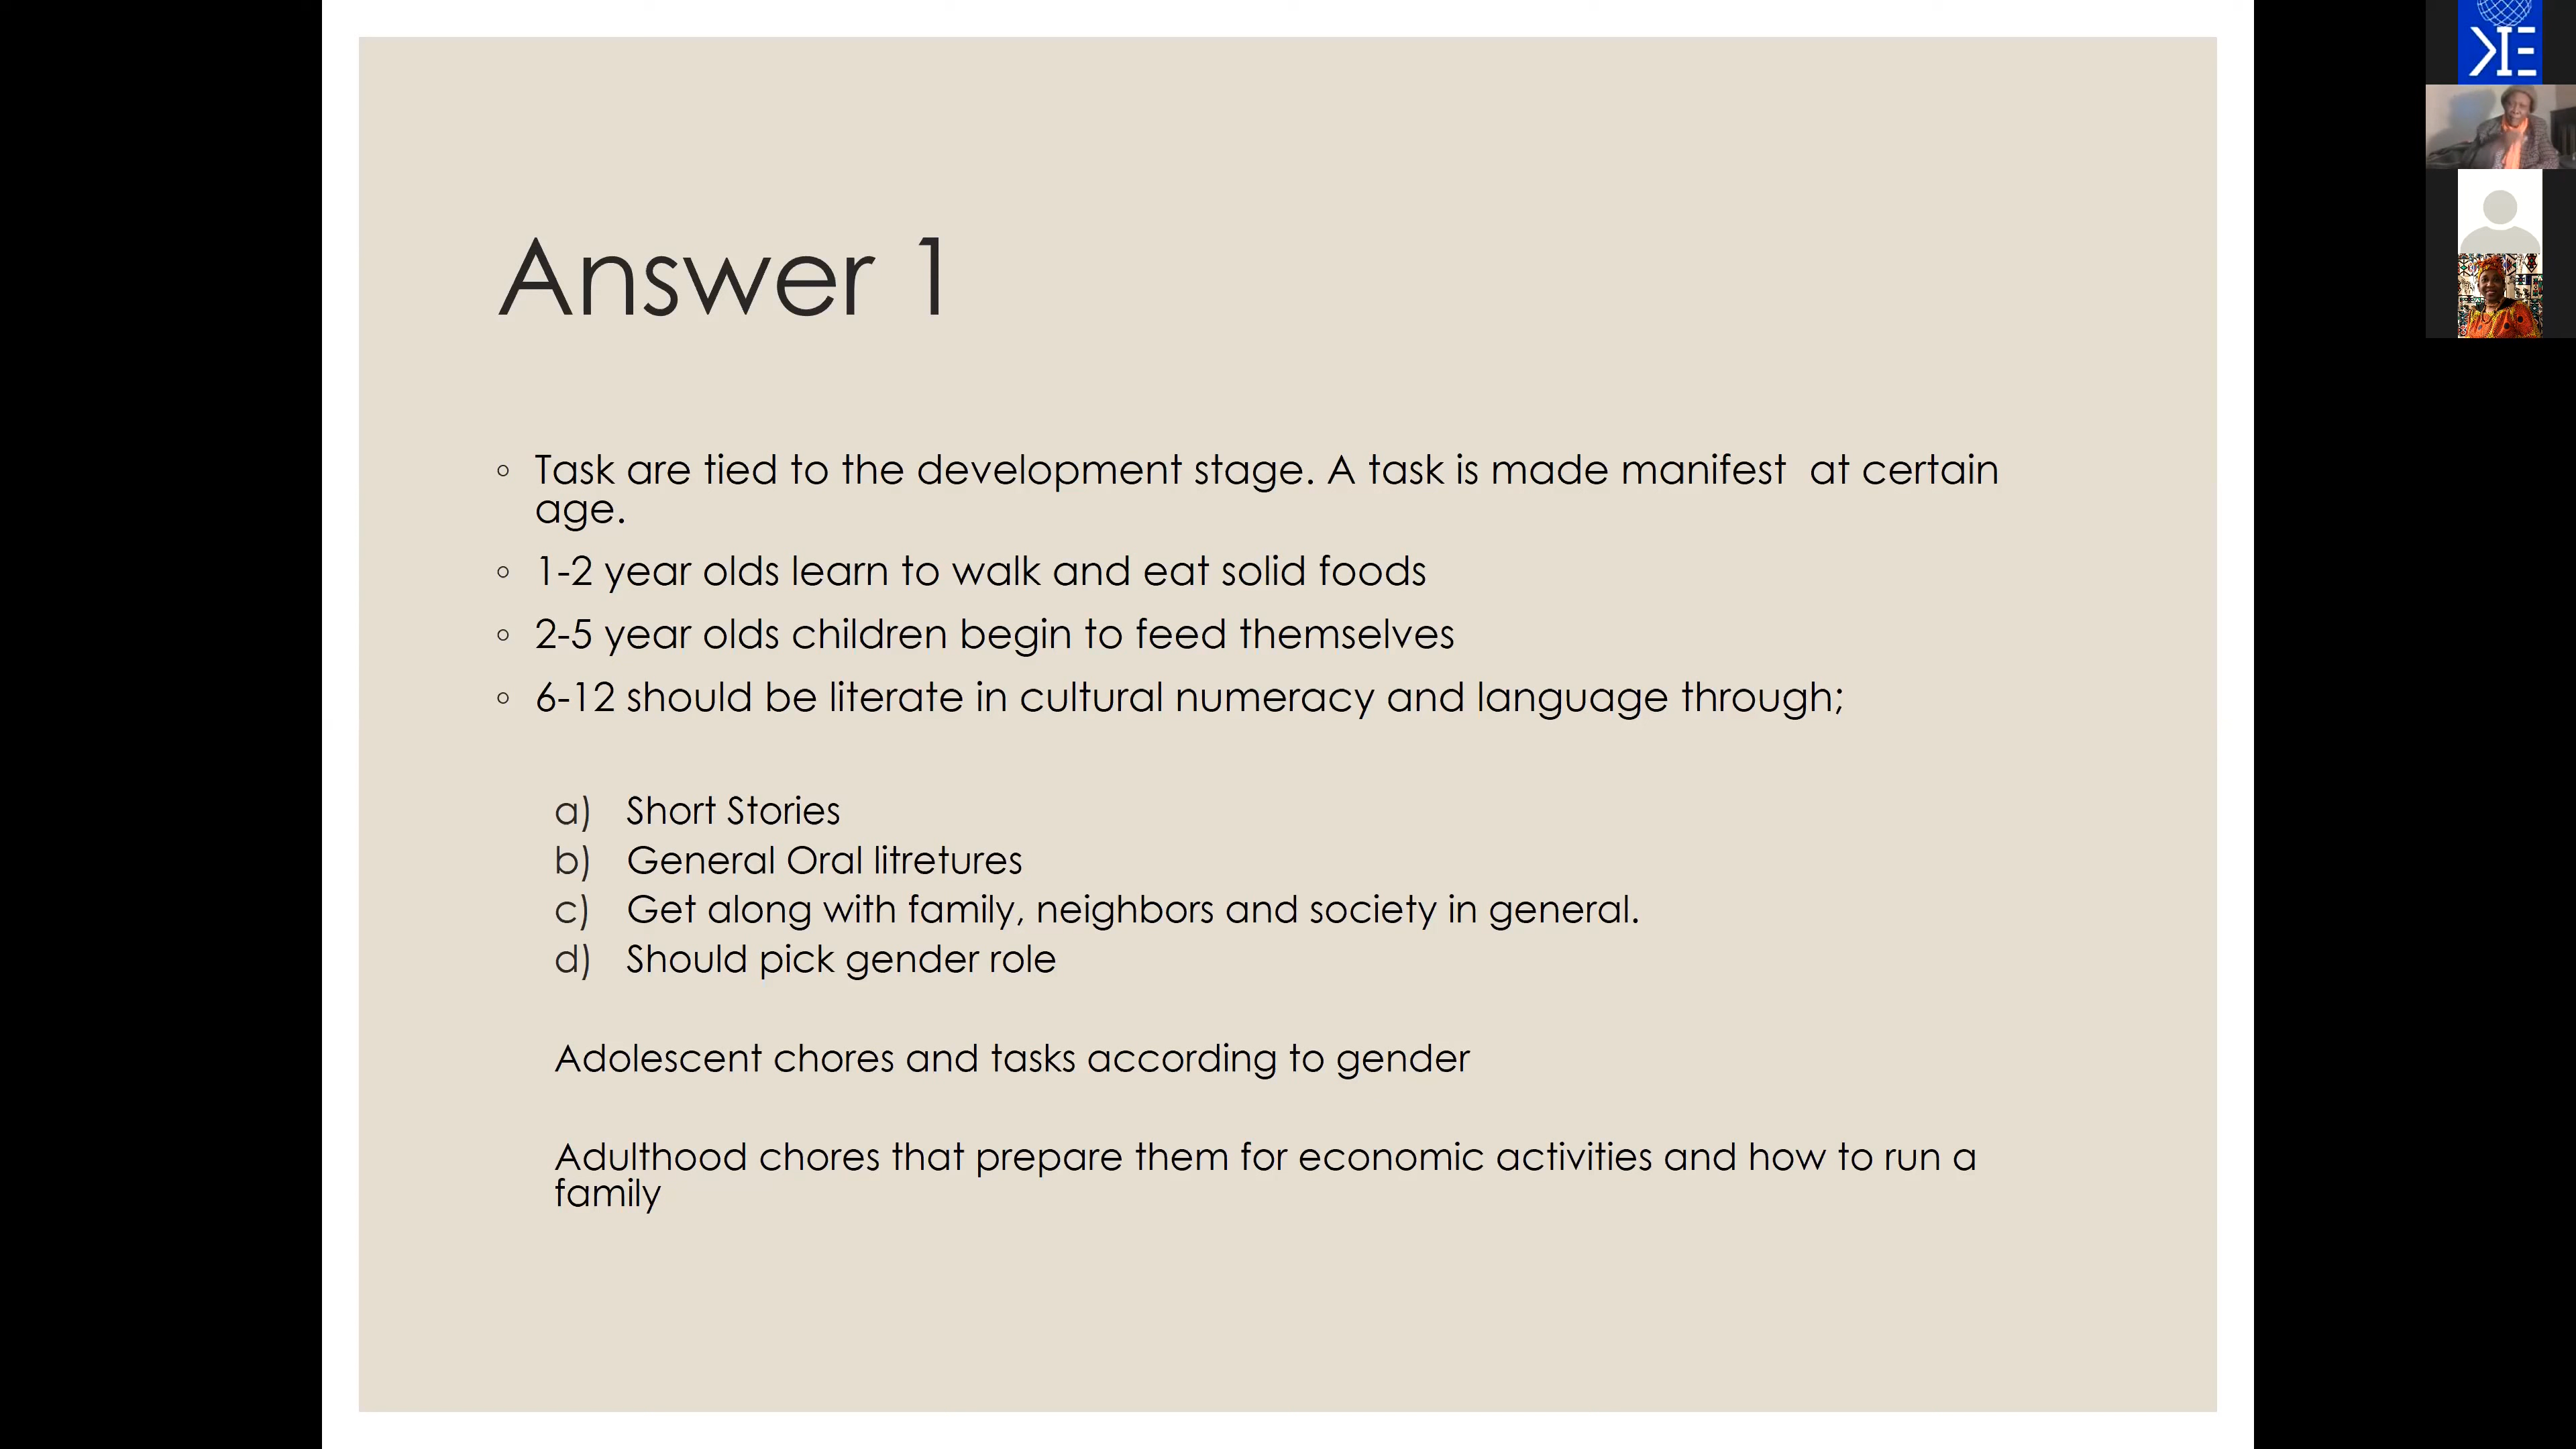 Answer 1
◦ Task are tied to the development stage. A task is made manifest  at certain
age.
◦ 1-2 year olds learn to walk and eat solid foods
◦ 2-5 year olds children begin to feed themselves
◦ 6-12 should be literate in cultural numeracy and language through;
a) Short Stories
b) General Oral litretures
c) Get along with family, neighbors and society in general.
d) Should pick gender role
Adolescent chores and tasks according to gender
Adulthood chores that prepare them for economic activities and how to run a
family